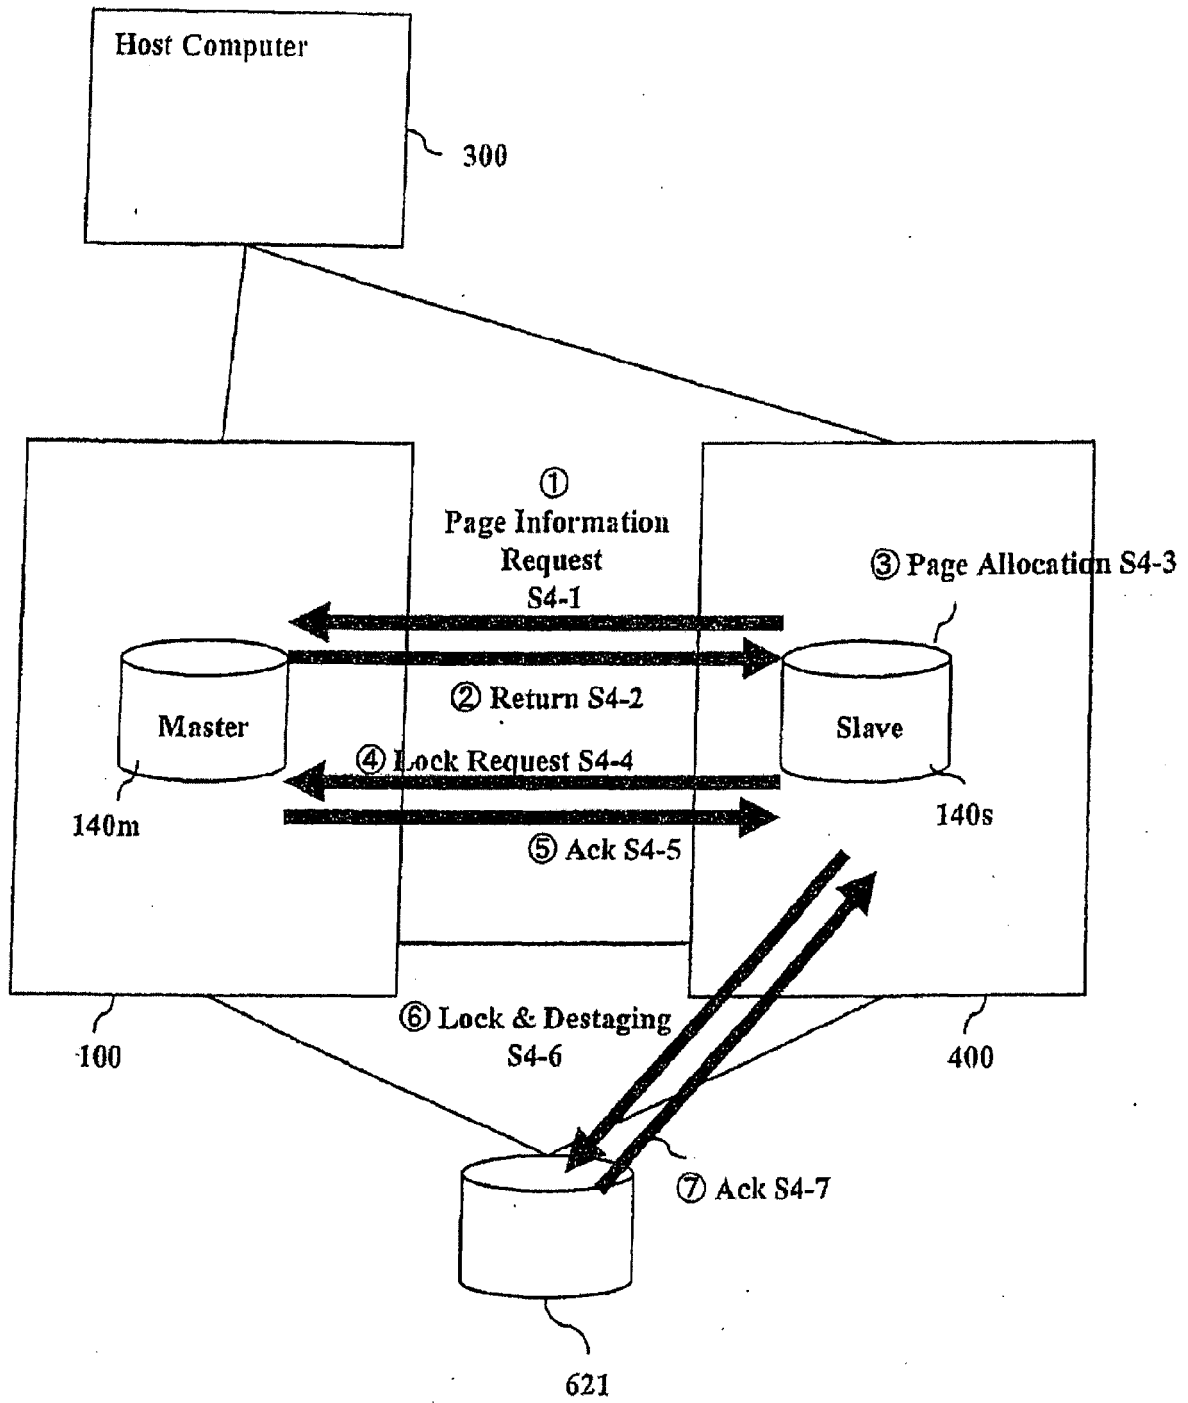 Host Computer
300
①
Page Information
Request
S4-1
③ Page Allocation S4-3
② Return S4-2
Master
Slave
④ Lock Request S4-4
140m
140s
⑤ Ack S4-5
⑥ Lock & Destaging
S4-6
100
400
⑦ Ack S4-7
621